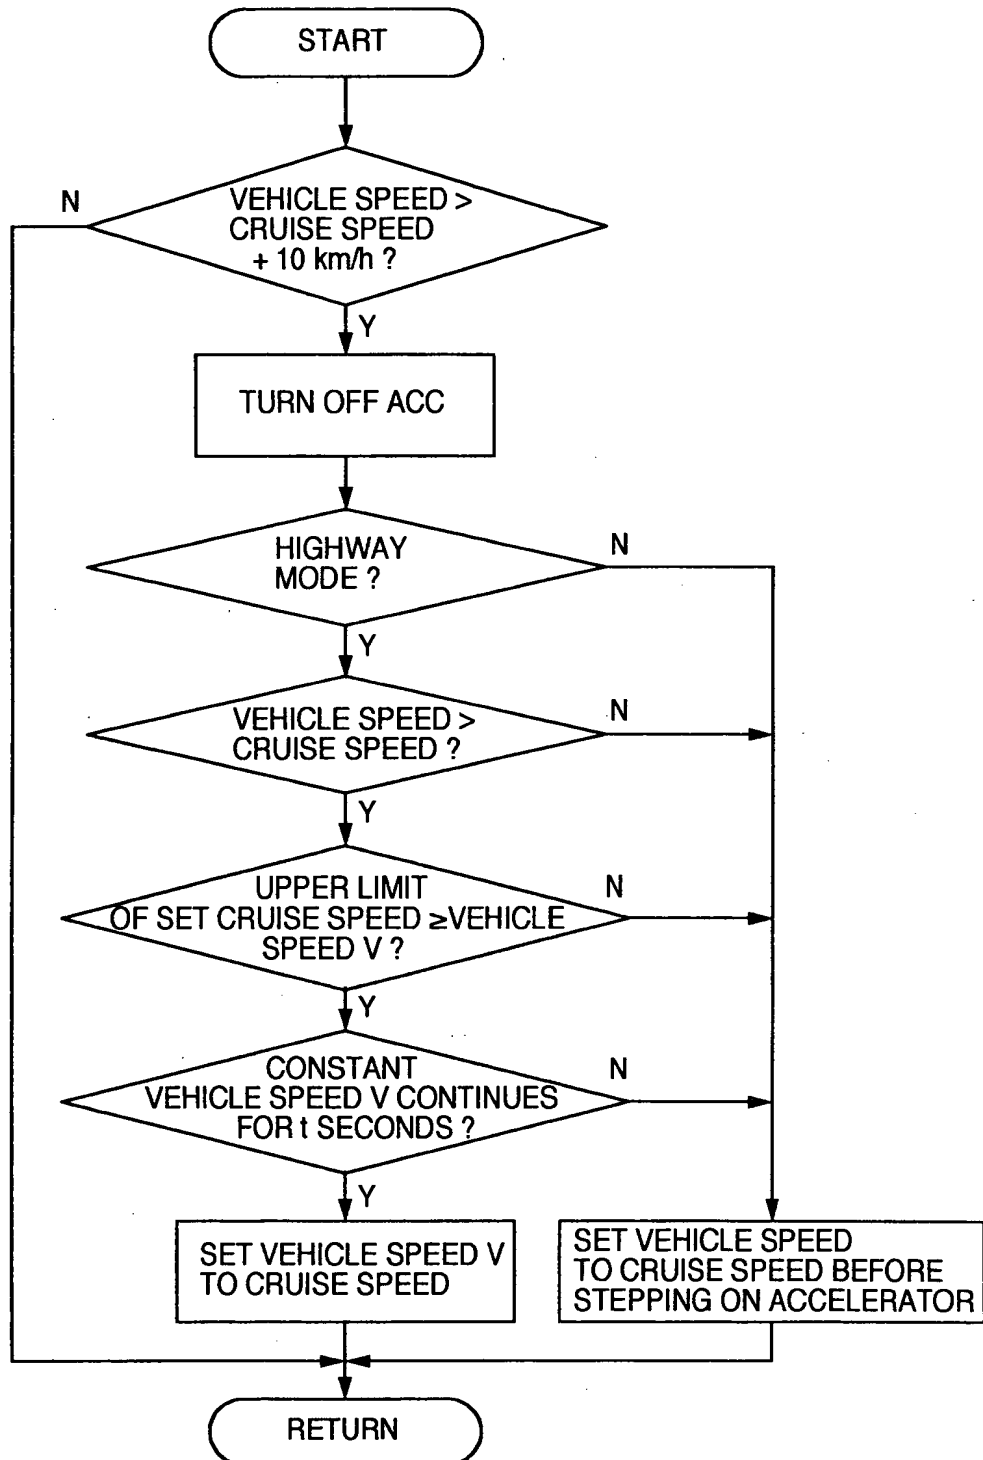 START
N
VEHICLE SPEED >
CRUISE SPEED
+ 10 km/h ?
Y
TURN OFF ACC
HIGHWAY
MODE ?
N
Y
VEHICLE SPEED >
CRUISE SPEED ?
N
Y
UPPER LIMIT
OF SET CRUISE SPEED ≥VEHICLE
SPEED V ?
N
Y
CONSTANT
VEHICLE SPEED V CONTINUES
FOR t SECONDS ?
N
Y
SET VEHICLE SPEED V
TO CRUISE SPEED
SET VEHICLE SPEED
TO CRUISE SPEED BEFORE
STEPPING ON ACCELERATOR
RETURN